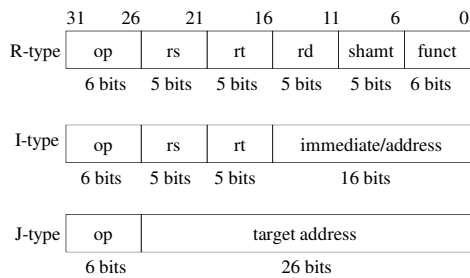 31 26 21 16 11 6 0
R-type op rs rt rd shamt funct
6 bits 5 bits 5 bits 5 bits 5 bits 6 bits
I-type op rs rt immediate/address
6 bits 5 bits 5 bits 16 bits
J-type op target address
6 bits 26 bits